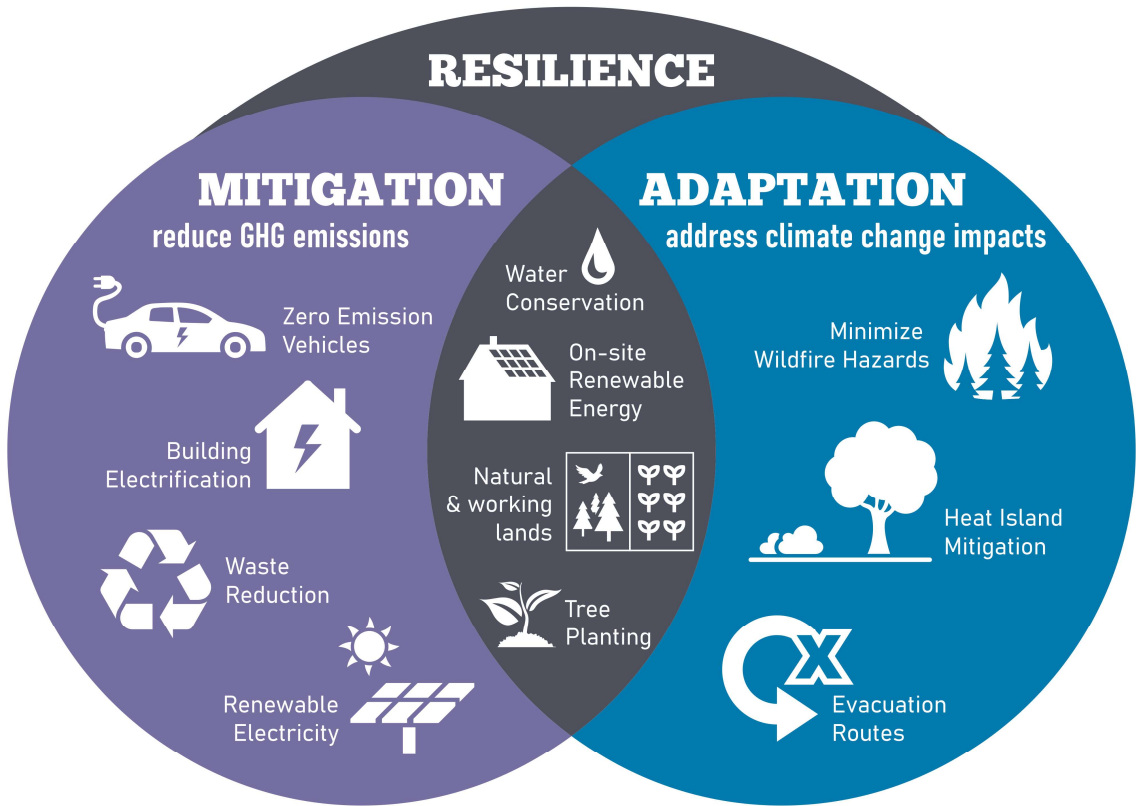 RESILIENCE
MITIGATION
reduce GHG emissions
Zero Emission
Vehicles
Building
Electrification
Waste
Reduction
Renewable
Electricity
Water
Conservation
On-site
Renewable
Energy
Natural
& working
lands
Tree
Planting
ADAPTATION
address climate change impacts
Minimize
Wildfire Hazards
Heat Island
Mitigation
X
Evacuation
Routes